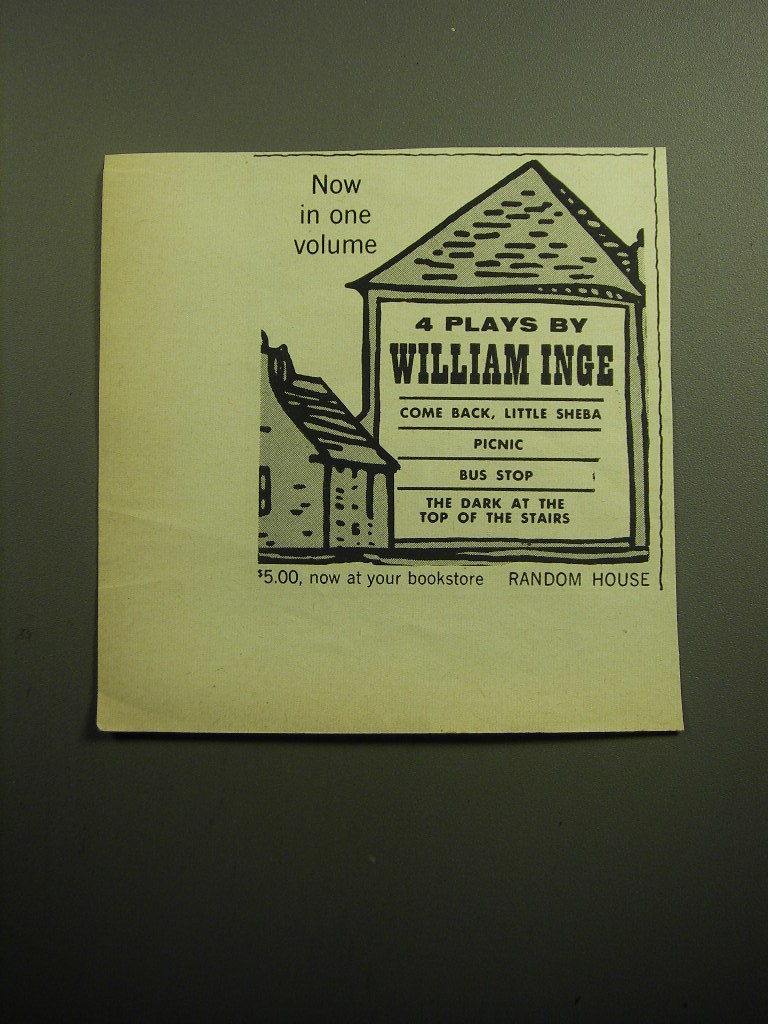 Now
in one
volume
4 PLAYS BY
WILLIAM INGE
COME BACK, LITTLE SHEBA
PICNIC
BUS STOP
THE DARK AT THE
TOP OF THE STAIRS
$5.00, now at your bookstore RANDOM HOUSE